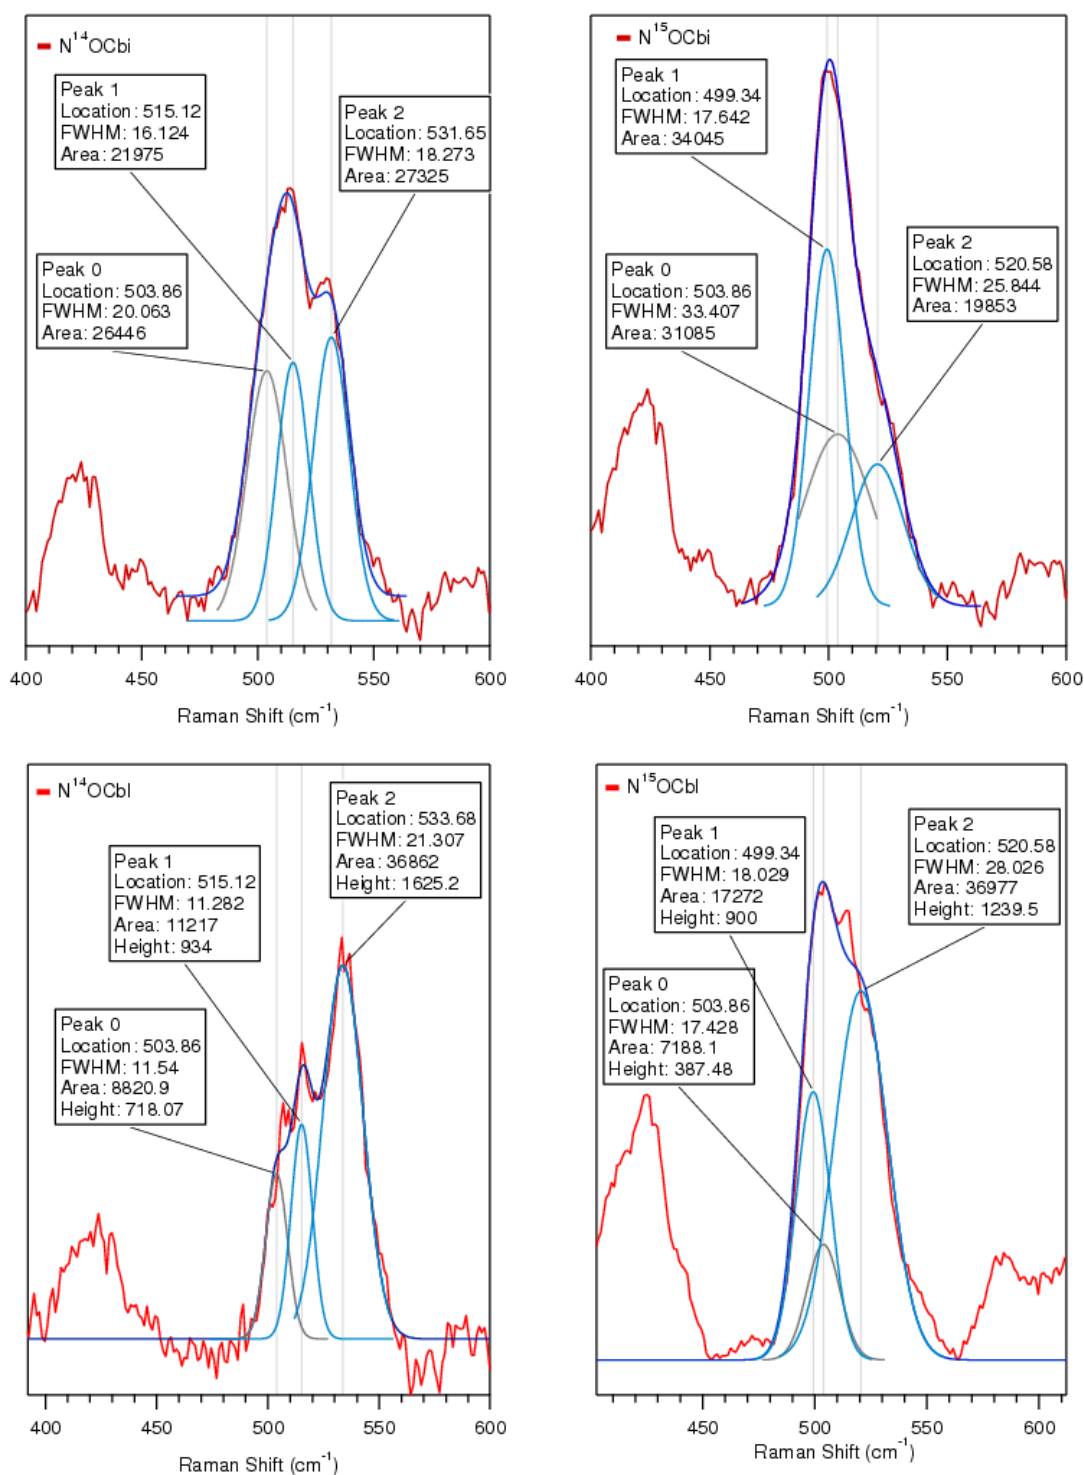 N¹⁴OCbi
Peak 1
Location: 515.12
FWHM: 16.124
Area: 21975
Peak 2
Location: 531.65
FWHM: 18.273
Area: 27325
Peak 0
Location: 503.86
FWHM: 20.063
Area: 26446
400 450 500 550 600
Raman Shift (cm⁻¹)
N¹⁵OCbi
Peak 1
Location: 499.34
FWHM: 17.642
Area: 34045
Peak 2
Location: 520.58
FWHM: 25.844
Area: 19853
Peak 0
Location: 503.86
FWHM: 33.407
Area: 31085
400 450 500 550 600
Raman Shift (cm⁻¹)
N¹⁴OCbl
Peak 2
Location: 533.68
FWHM: 21.307
Area: 36862
Height: 1625.2
Peak 1
Location: 515.12
FWHM: 11.282
Area: 11217
Height: 934
Peak 0
Location: 503.86
FWHM: 11.54
Area: 8820.9
Height: 718.07
400 450 500 550 600
Raman Shift (cm⁻¹)
N¹⁵OCbl
Peak 2
Location: 520.58
FWHM: 28.026
Area: 36977
Height: 1239.5
Peak 1
Location: 499.34
FWHM: 18.029
Area: 17272
Height: 900
Peak 0
Location: 503.86
FWHM: 17.428
Area: 7188.1
Height: 387.48
450 500 550 600
Raman Shift (cm⁻¹)